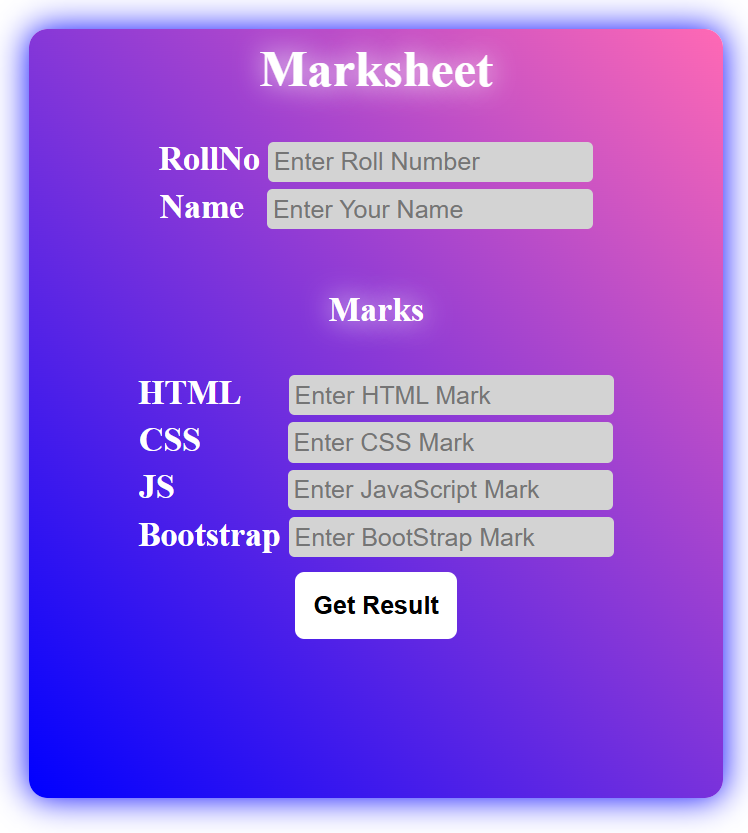 Marksheet
RollNo Enter Roll Number
Name Enter Your Name
Marks
HTML Enter HTML Mark
CSS Enter CSS Mark
JS Enter JavaScript Mark
Bootstrap Enter BootStrap Mark
Get Result